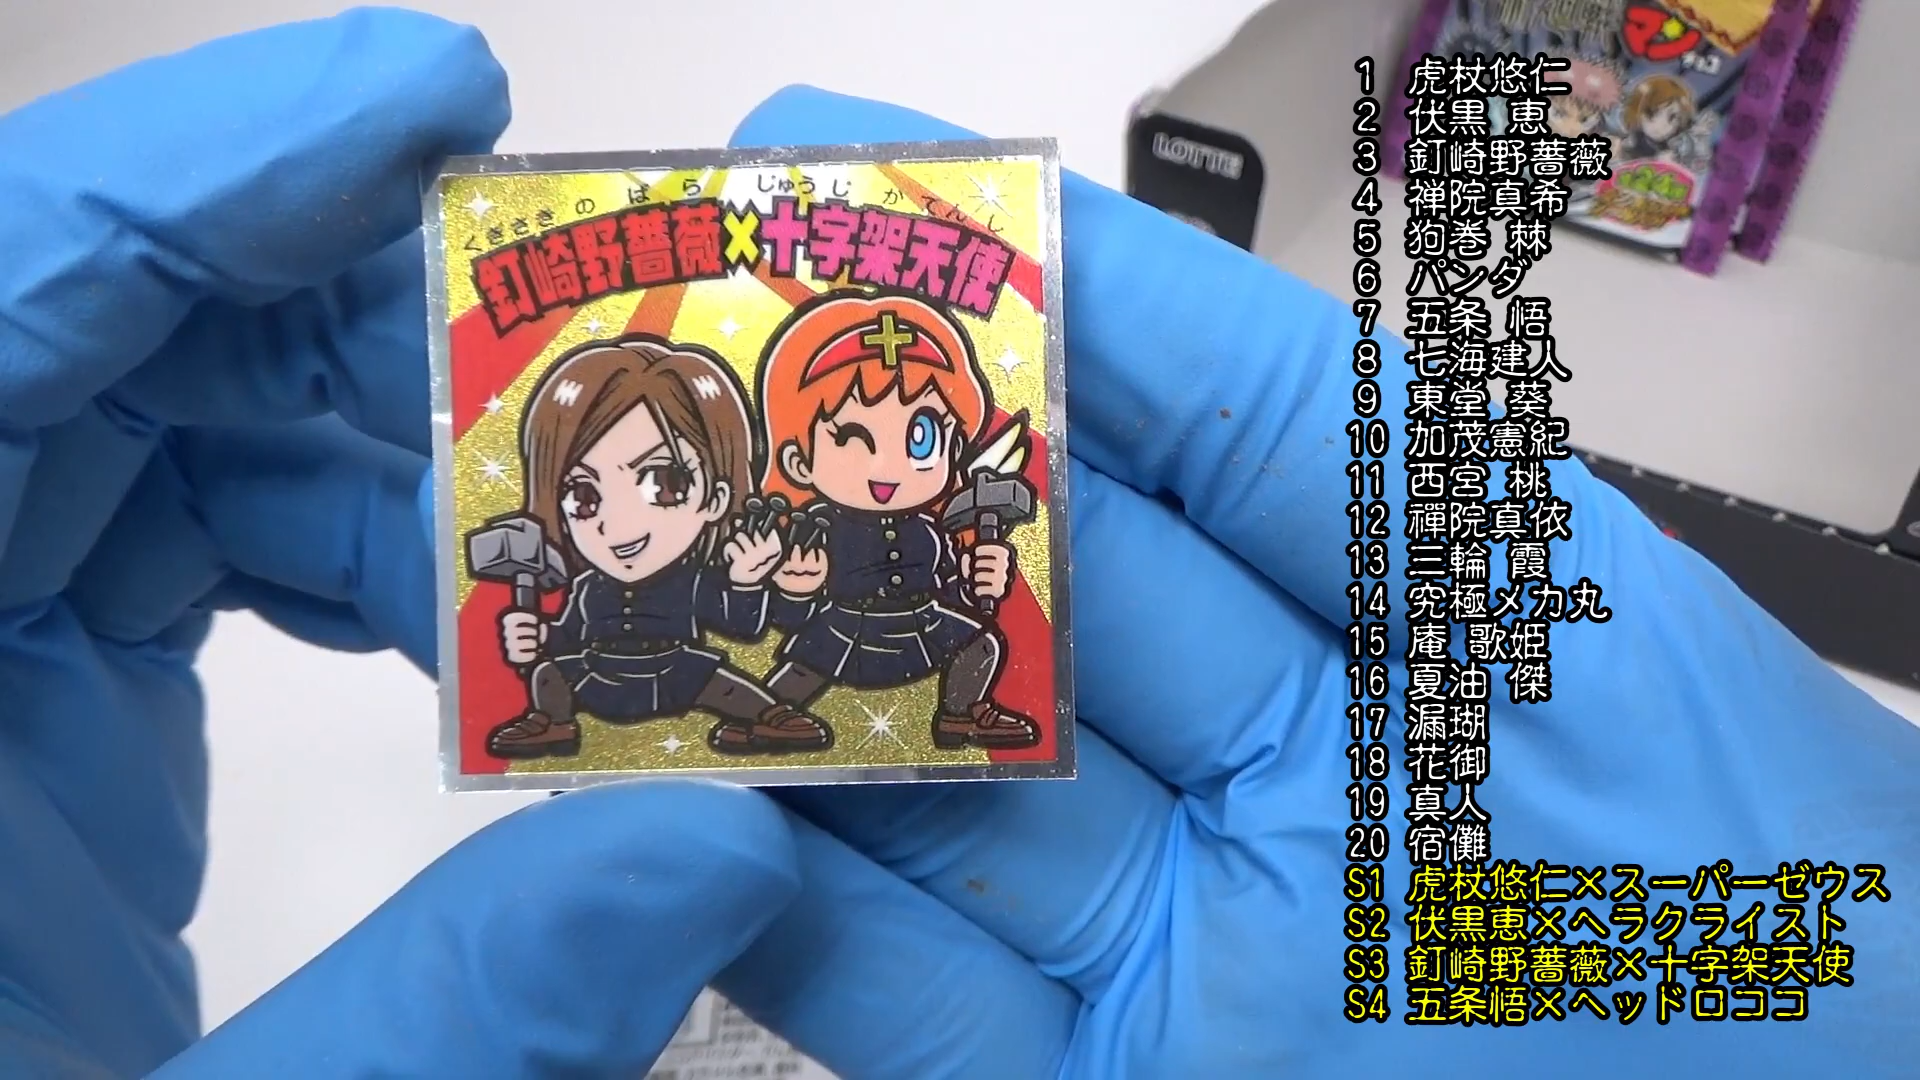 くぎさき の ばら じゅうじ か てんし
釘崎野薔薇×十字架天使
LOTTE
マン
チョコ
1 虎杖悠仁
2 伏黒 恵
3 釘崎野薔薇
4 禪院真希
5 狗巻 棘
6 パンダ
7 五条 悟
8 七海建人
9 東堂 葵
10 加茂憲紀
11 西宮 桃
12 禪院真依
13 三輪 霞
14 究極メカ丸
15 庵 歌姫
16 夏油 傑
17 漏瑚
18 花御
19 真人
20 宿儺
S1 虎杖悠仁×スーパーゼウス
S2 伏黒恵×ヘラクライスト
S3 釘崎野薔薇×十字架天使
S4 五条悟×ヘッドロココ